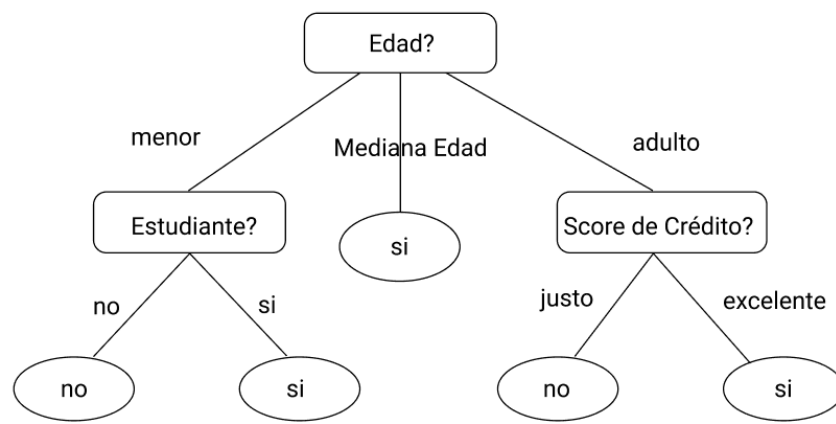 Edad?
menor
Mediana Edad
adulto
Estudiante?
si
Score de Crédito?
no
si
justo
excelente
no
si
no
si